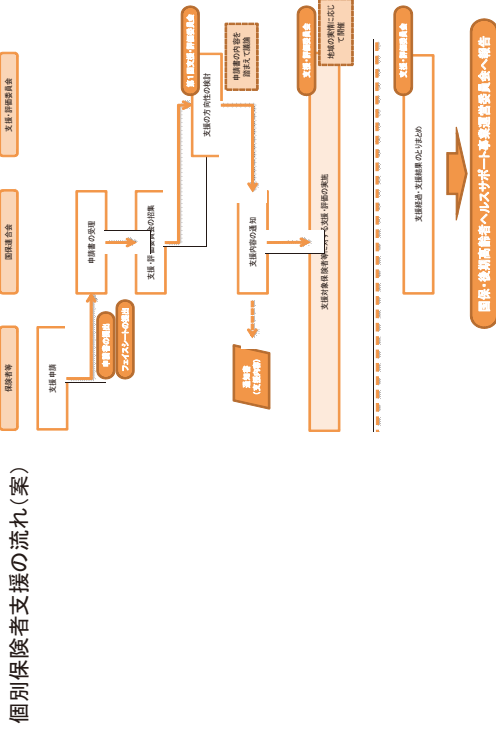 個別保険者支援の流れ(案)
保険者等
国保連合会
支援・評価委員会
支援申請
申請書の提出
フェイスシートの提出
申請書の受理
支援・評価委員会の招集
第1回支援・評価委員会
支援の方向性の検討
申請書の内容を
踏まえて議論
支援内容の通知
通知書
(支援内容)
支援・評価委員会
地域の実情に応じ
て開催
支援対象保険者等に対する支援・評価の実施
支援・評価委員会
支援経過・支援結果のとりまとめ
国保・後期高齢者ヘルスサポート事業運営委員会へ報告